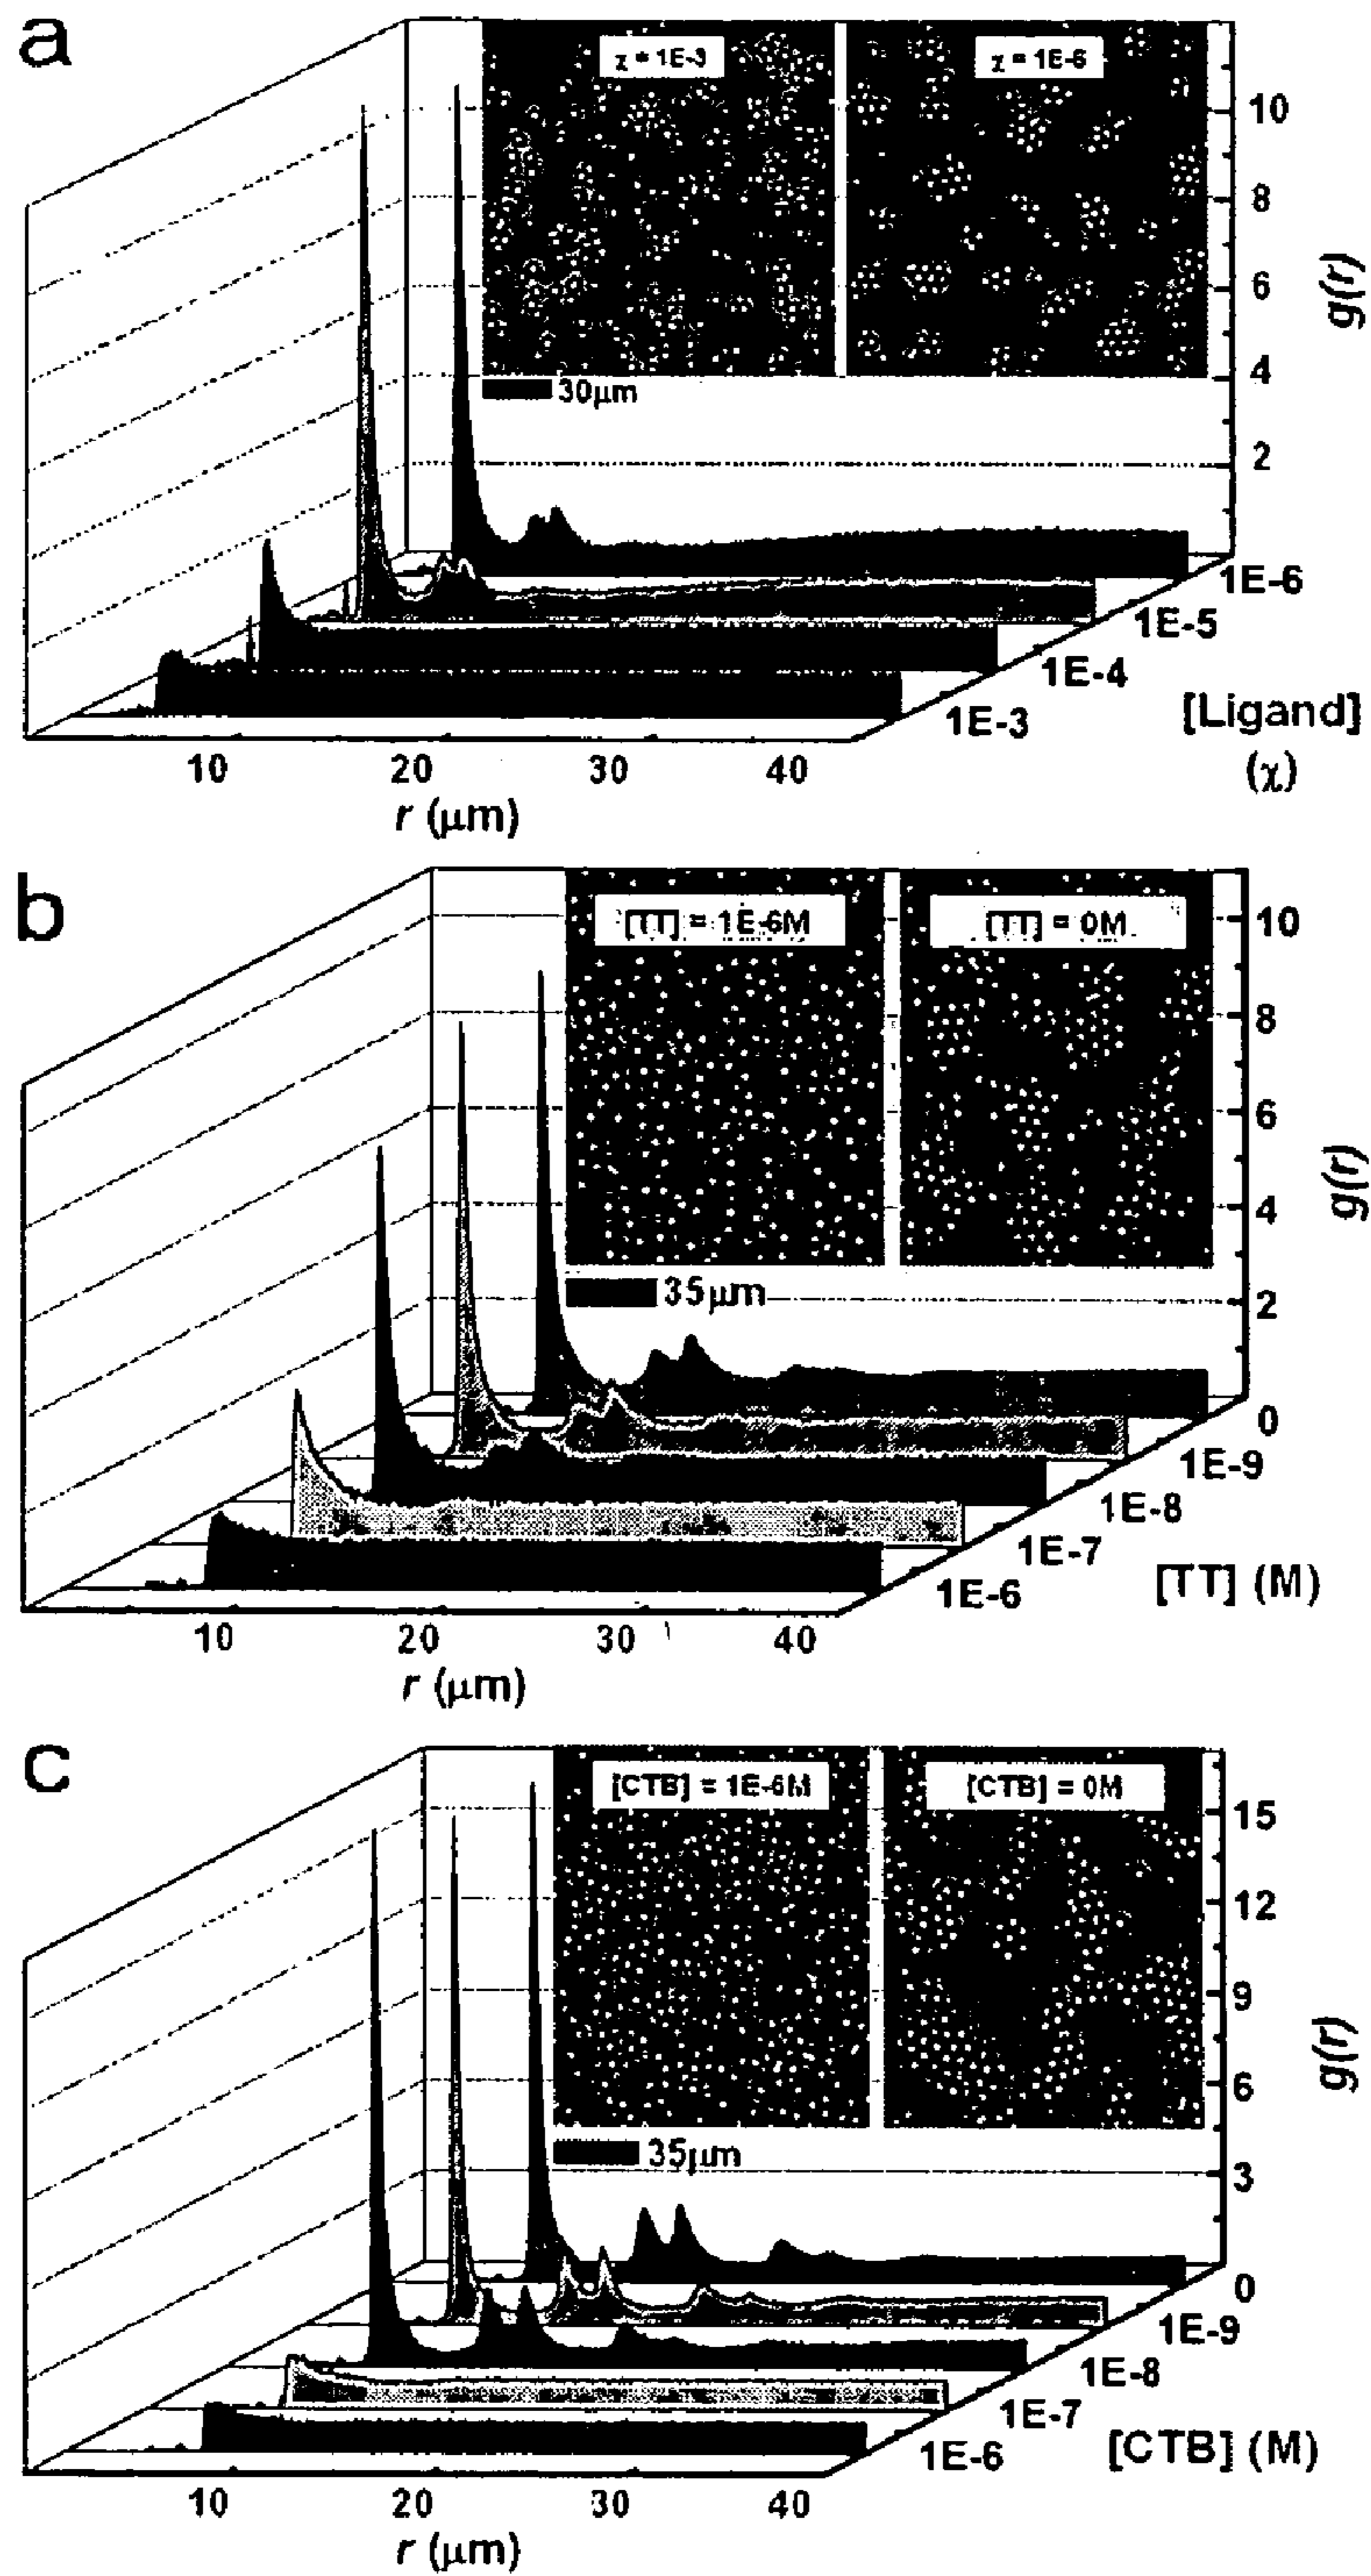 a
χ = 1E-3
χ = 1E-6
10
8
6
4
2
g(r)
30μm
1E-6
1E-5
1E-4
1E-3
[Ligand]
(χ)
10 20 30 40
r (μm)
b
[TT] = 1E-6M
[TT] = 0M
10
8
6
4
2
g(r)
35μm
0
1E-9
1E-8
1E-7
1E-6
[TT] (M)
10 20 30 40
r (μm)
c
[CTB] = 1E-6M
[CTB] = 0M
15
12
9
6
3
g(r)
35μm
0
1E-9
1E-8
1E-7
1E-6
[CTB] (M)
10 20 30 40
r (μm)